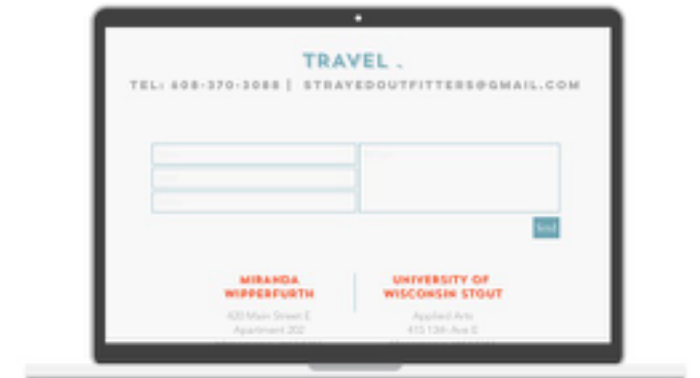 TRAVEL .
TEL: 608-370-3088 | STRAYEDOUTFITTERS@GMAIL.COM
Send
MIRANDA
WIPPERFURTH
420 Main Street E
Apartment 202
UNIVERSITY OF
WISCONSIN STOUT
Applied Arts
415 13th Ave E